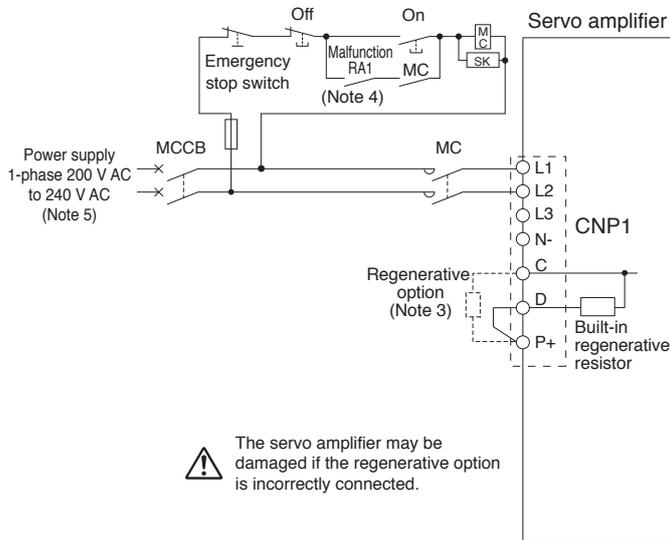 Off
On
Servo amplifier
M
C
SK
Malfunction
RA1
MC
(Note 4)
Emergency
stop switch
MCCB
MC
Power supply
1-phase 200 V AC
to 240 V AC
(Note 5)
L1
L2
L3
N-
CNP1
C
D
P+
Regenerative
option
(Note 3)
Built-in
regenerative
resistor
The servo amplifier may be
damaged if the regenerative option
is incorrectly connected.